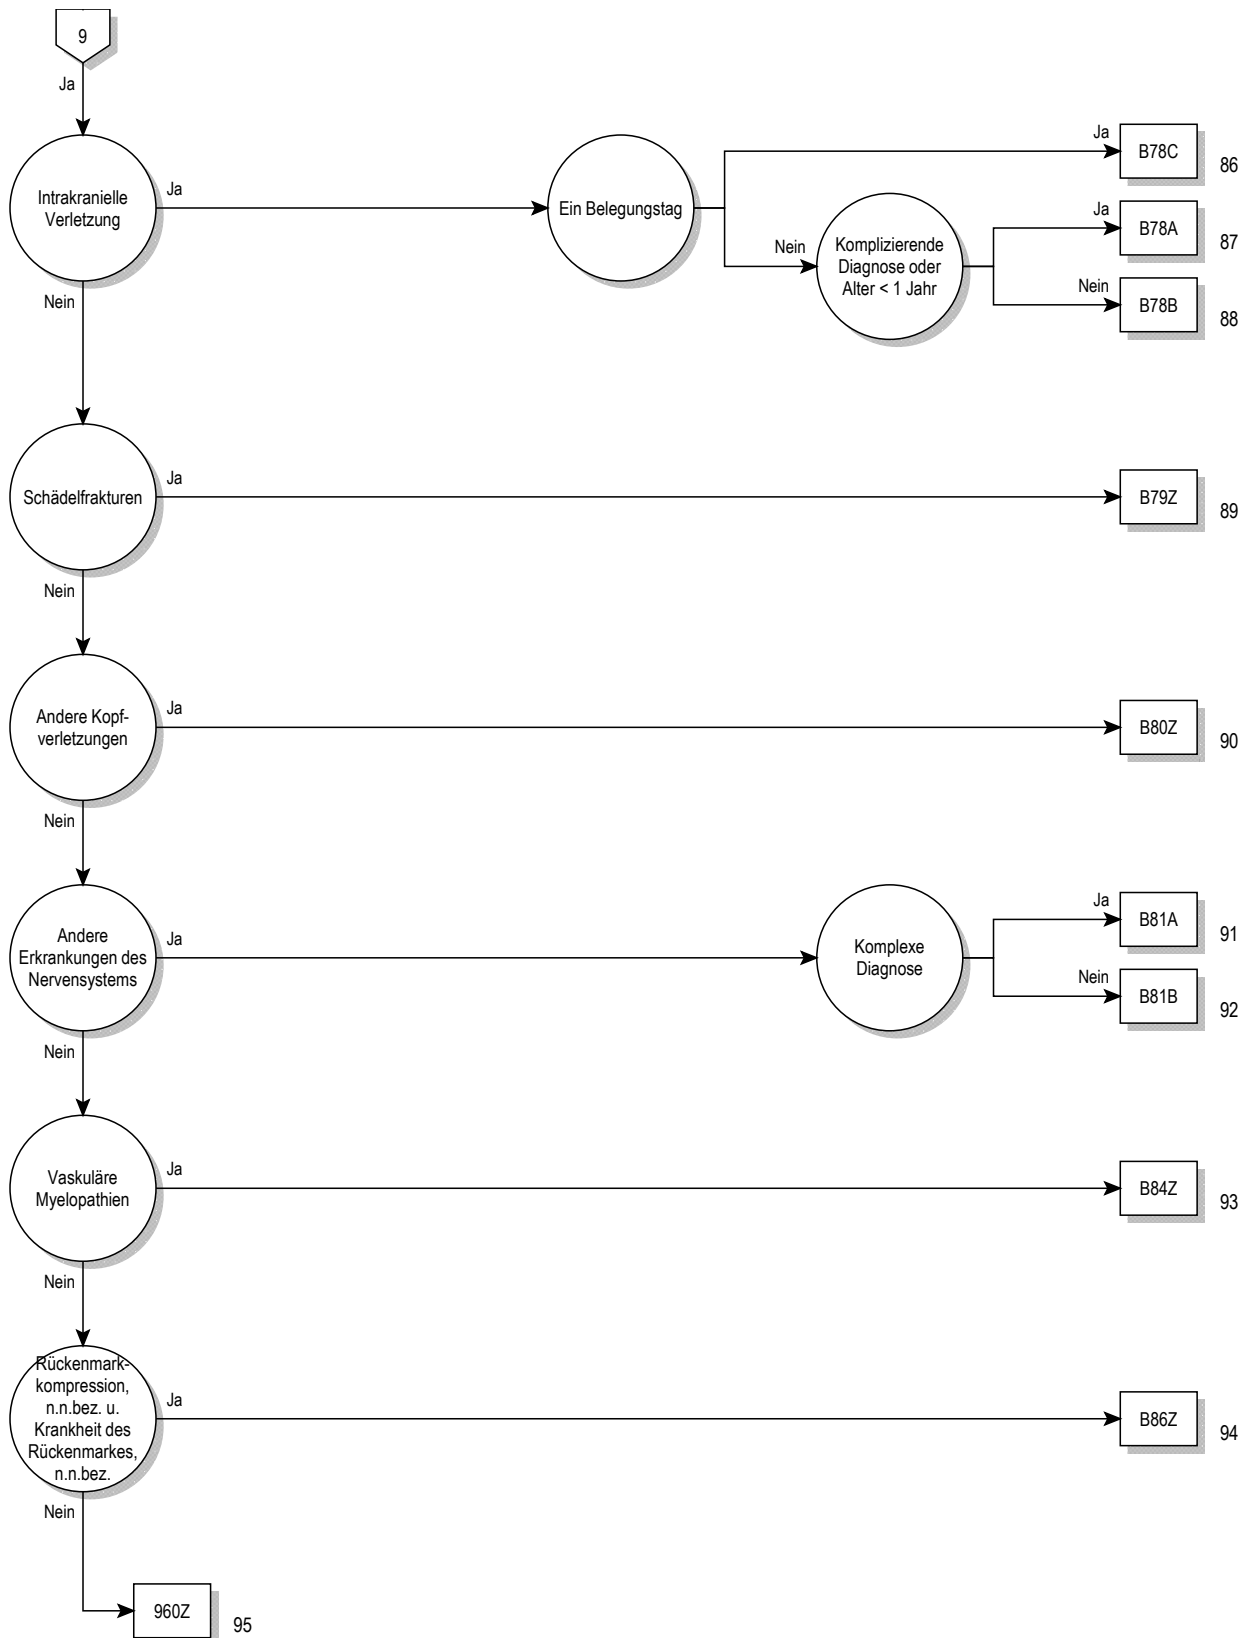 9
Ja
Intrakranielle
Verletzung
Ja
Ein Belegungstag
Ja
B78C
86
Nein
Komplizierende
Diagnose oder
Alter < 1 Jahr
Ja
B78A
87
Nein
B78B
88
Nein
Schädelfrakturen
Ja
B79Z
89
Nein
Andere Kopf-
verletzungen
Ja
B80Z
90
Nein
Andere
Erkrankungen des
Nervensystems
Ja
Komplexe
Diagnose
Ja
B81A
91
Nein
B81B
92
Nein
Vaskuläre
Myelopathien
Ja
B84Z
93
Nein
Rückenmark-
kompression,
n.n.bez. u.
Krankheit des
Rückenmarkes,
n.n.bez.
Ja
B86Z
94
Nein
960Z
95